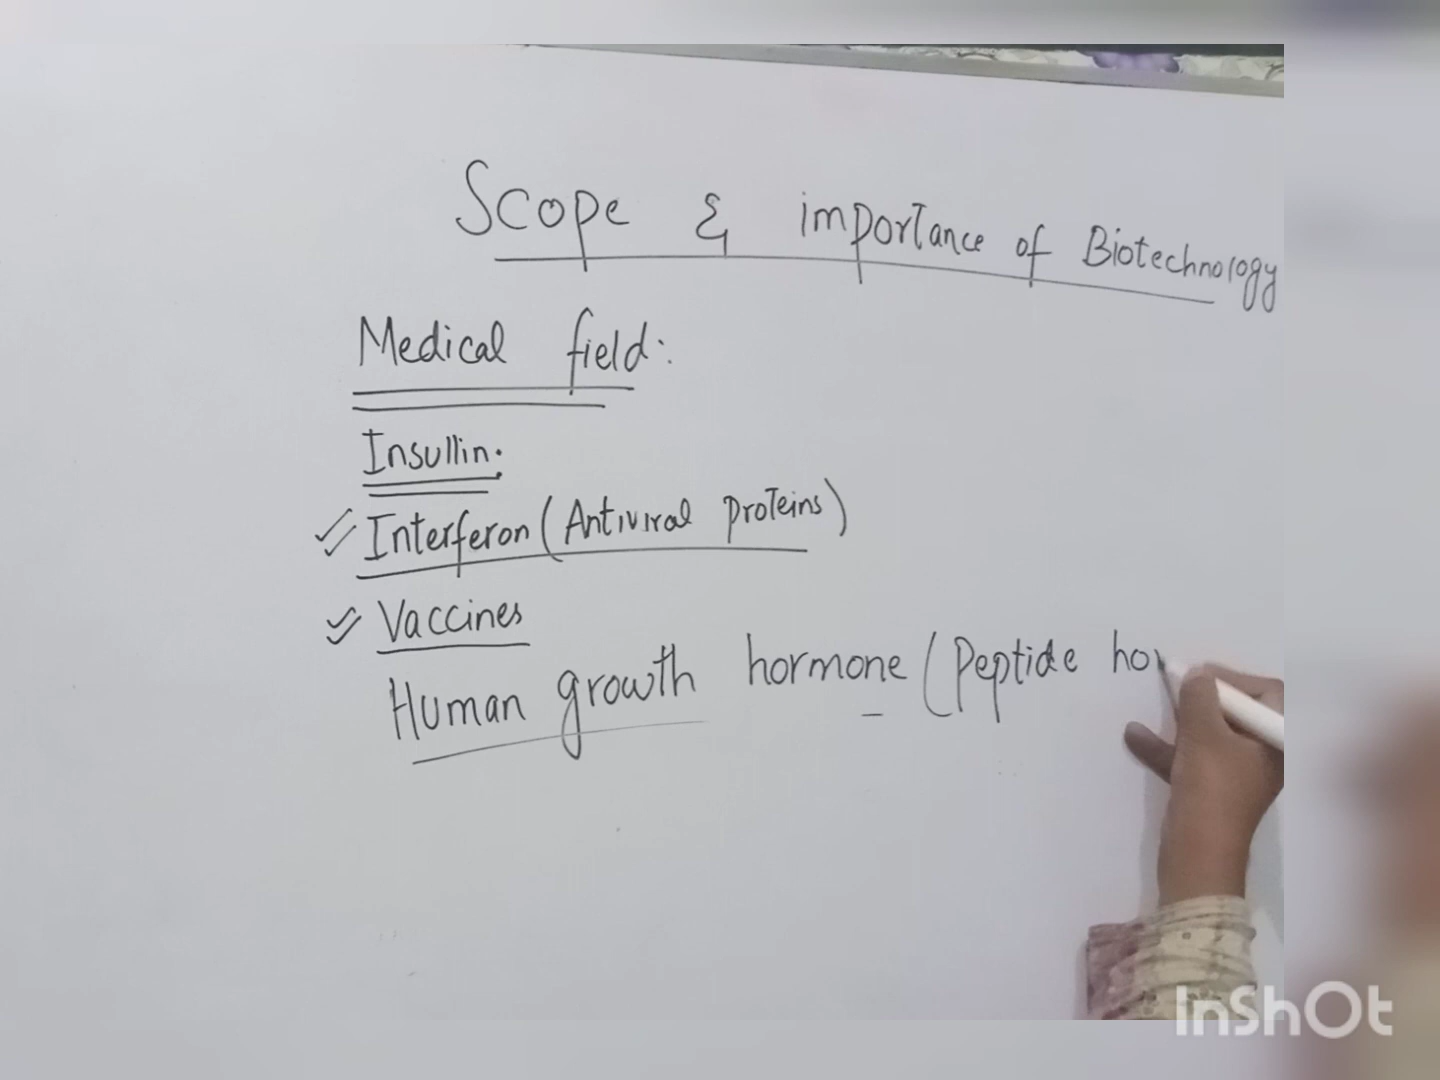 Scope & importance of Biotechnology
Medical field:
Insullin.
Interferon (Antiviral proteins)
Vaccines
Human growth hormone (Peptide ho
InShOt